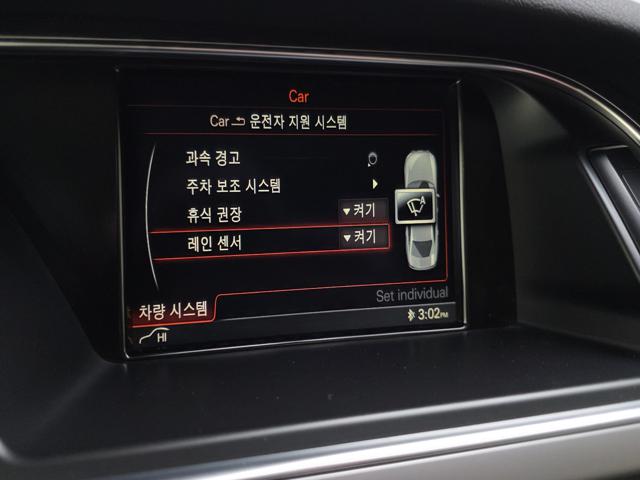 Car
Car 운전자 지원 시스템
과속 경고
주차 보조 시스템
휴식 권장 ▼켜기
레인 센서 ▼켜기
Set individual
차량 시스템
3:02PM
HI